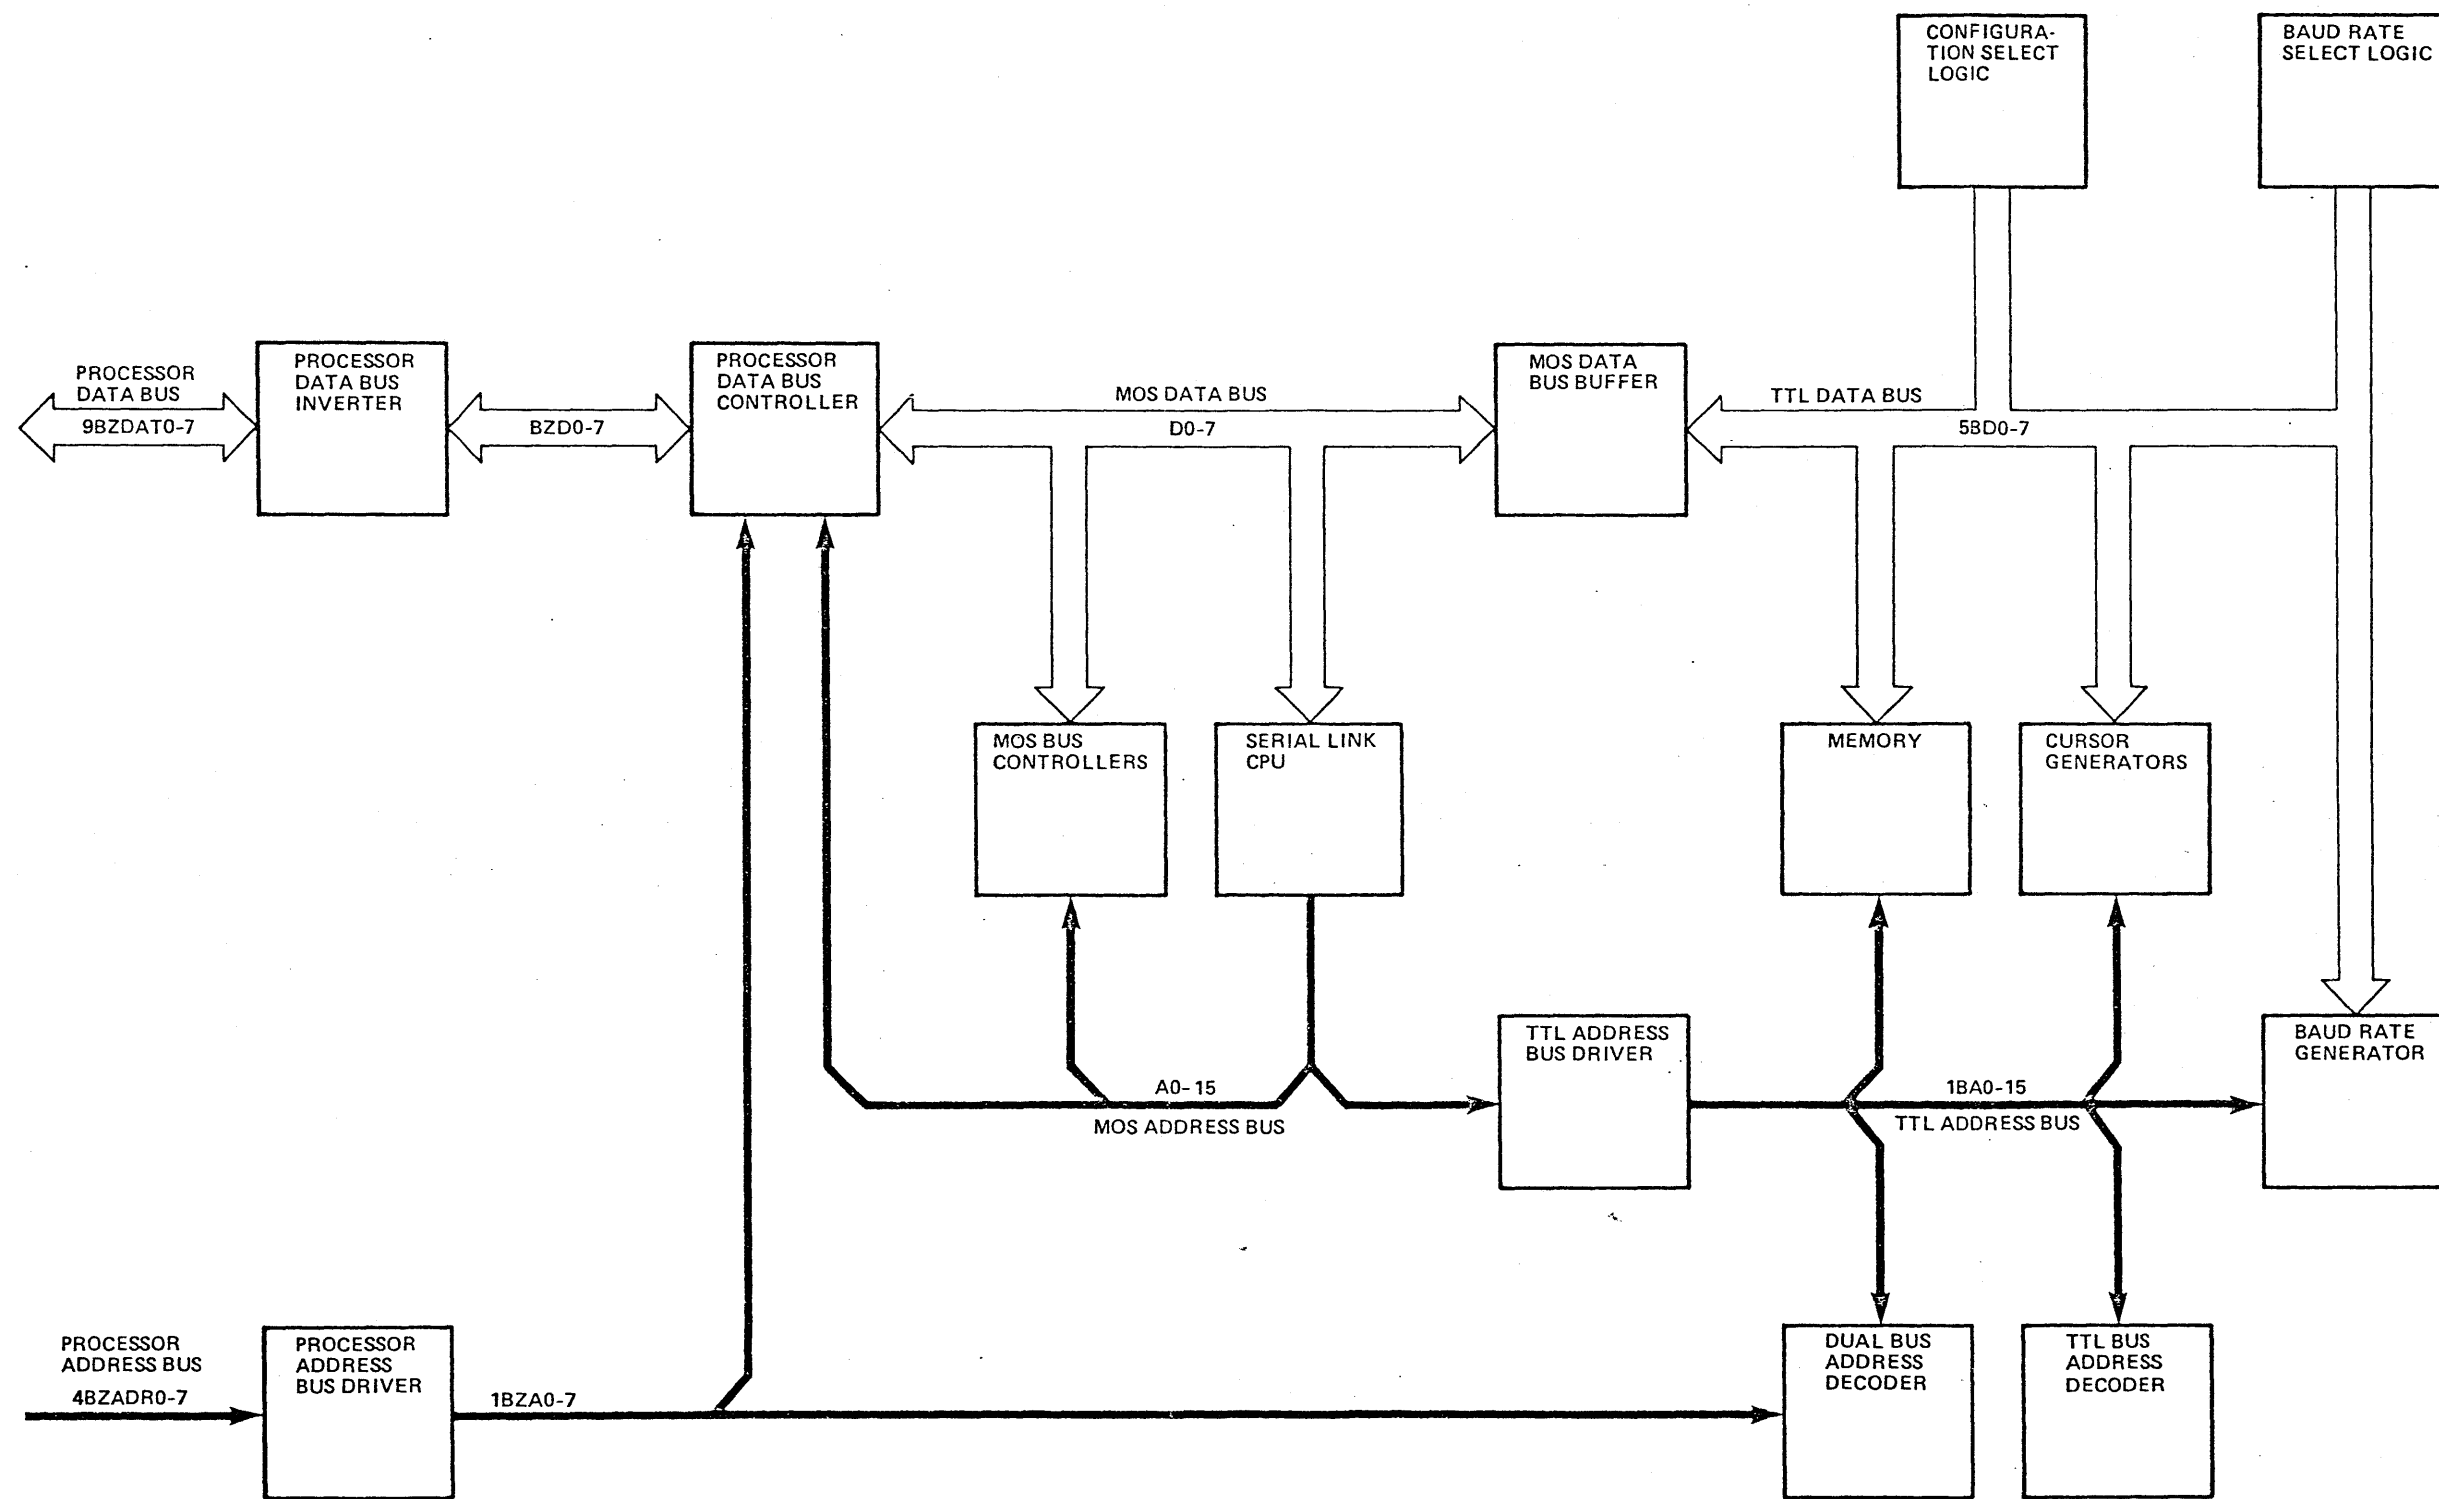 CONFIGURA-
TION SELECT
LOGIC
BAUD RATE
SELECT LOGIC
PROCESSOR
DATA BUS
9BZDAT0-7
PROCESSOR
DATA BUS
INVERTER
BZD0-7
PROCESSOR
DATA BUS
CONTROLLER
MOS DATA BUS
D0-7
MOS DATA
BUS BUFFER
TTL DATA BUS
5BD0-7
MOS BUS
CONTROLLERS
SERIAL LINK
CPU
MEMORY
CURSOR
GENERATORS
A0-15
MOS ADDRESS BUS
TTL ADDRESS
BUS DRIVER
1BA0-15
TTL ADDRESS BUS
BAUD RATE
GENERATOR
PROCESSOR
ADDRESS BUS
4BZADR0-7
PROCESSOR
ADDRESS
BUS DRIVER
1BZA0-7
DUAL BUS
ADDRESS
DECODER
TTL BUS
ADDRESS
DECODER